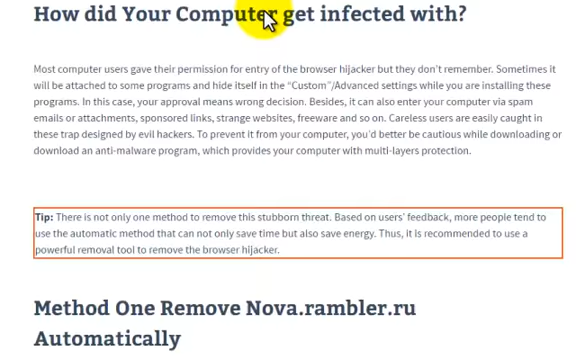 How did Your Computer get infected with?
Most computer users gave their permission for entry of the browser hijacker but they don't remember. Sometimes it
will be attached to some programs and hide itself in the “Custom”/Advanced settings while you are installing these
programs. In this case, your approval means wrong decision. Besides, it can also enter your computer via spam
emails or attachments, sponsored links, strange websites, freeware and so on. Careless users are easily caught in
these trap designed by evil hackers. To prevent it from your computer, you'd better be cautious while downloading or
download an anti-malware program, which provides your computer with multi-layers protection.
Tip: There is not only one method to remove this stubborn threat. Based on users' feedback, more people tend to
use the automatic method that can not only save time but also save energy. Thus, it is recommended to use a
powerful removal tool to remove the browser hijacker.
Method One Remove Nova.rambler.ru
Automatically